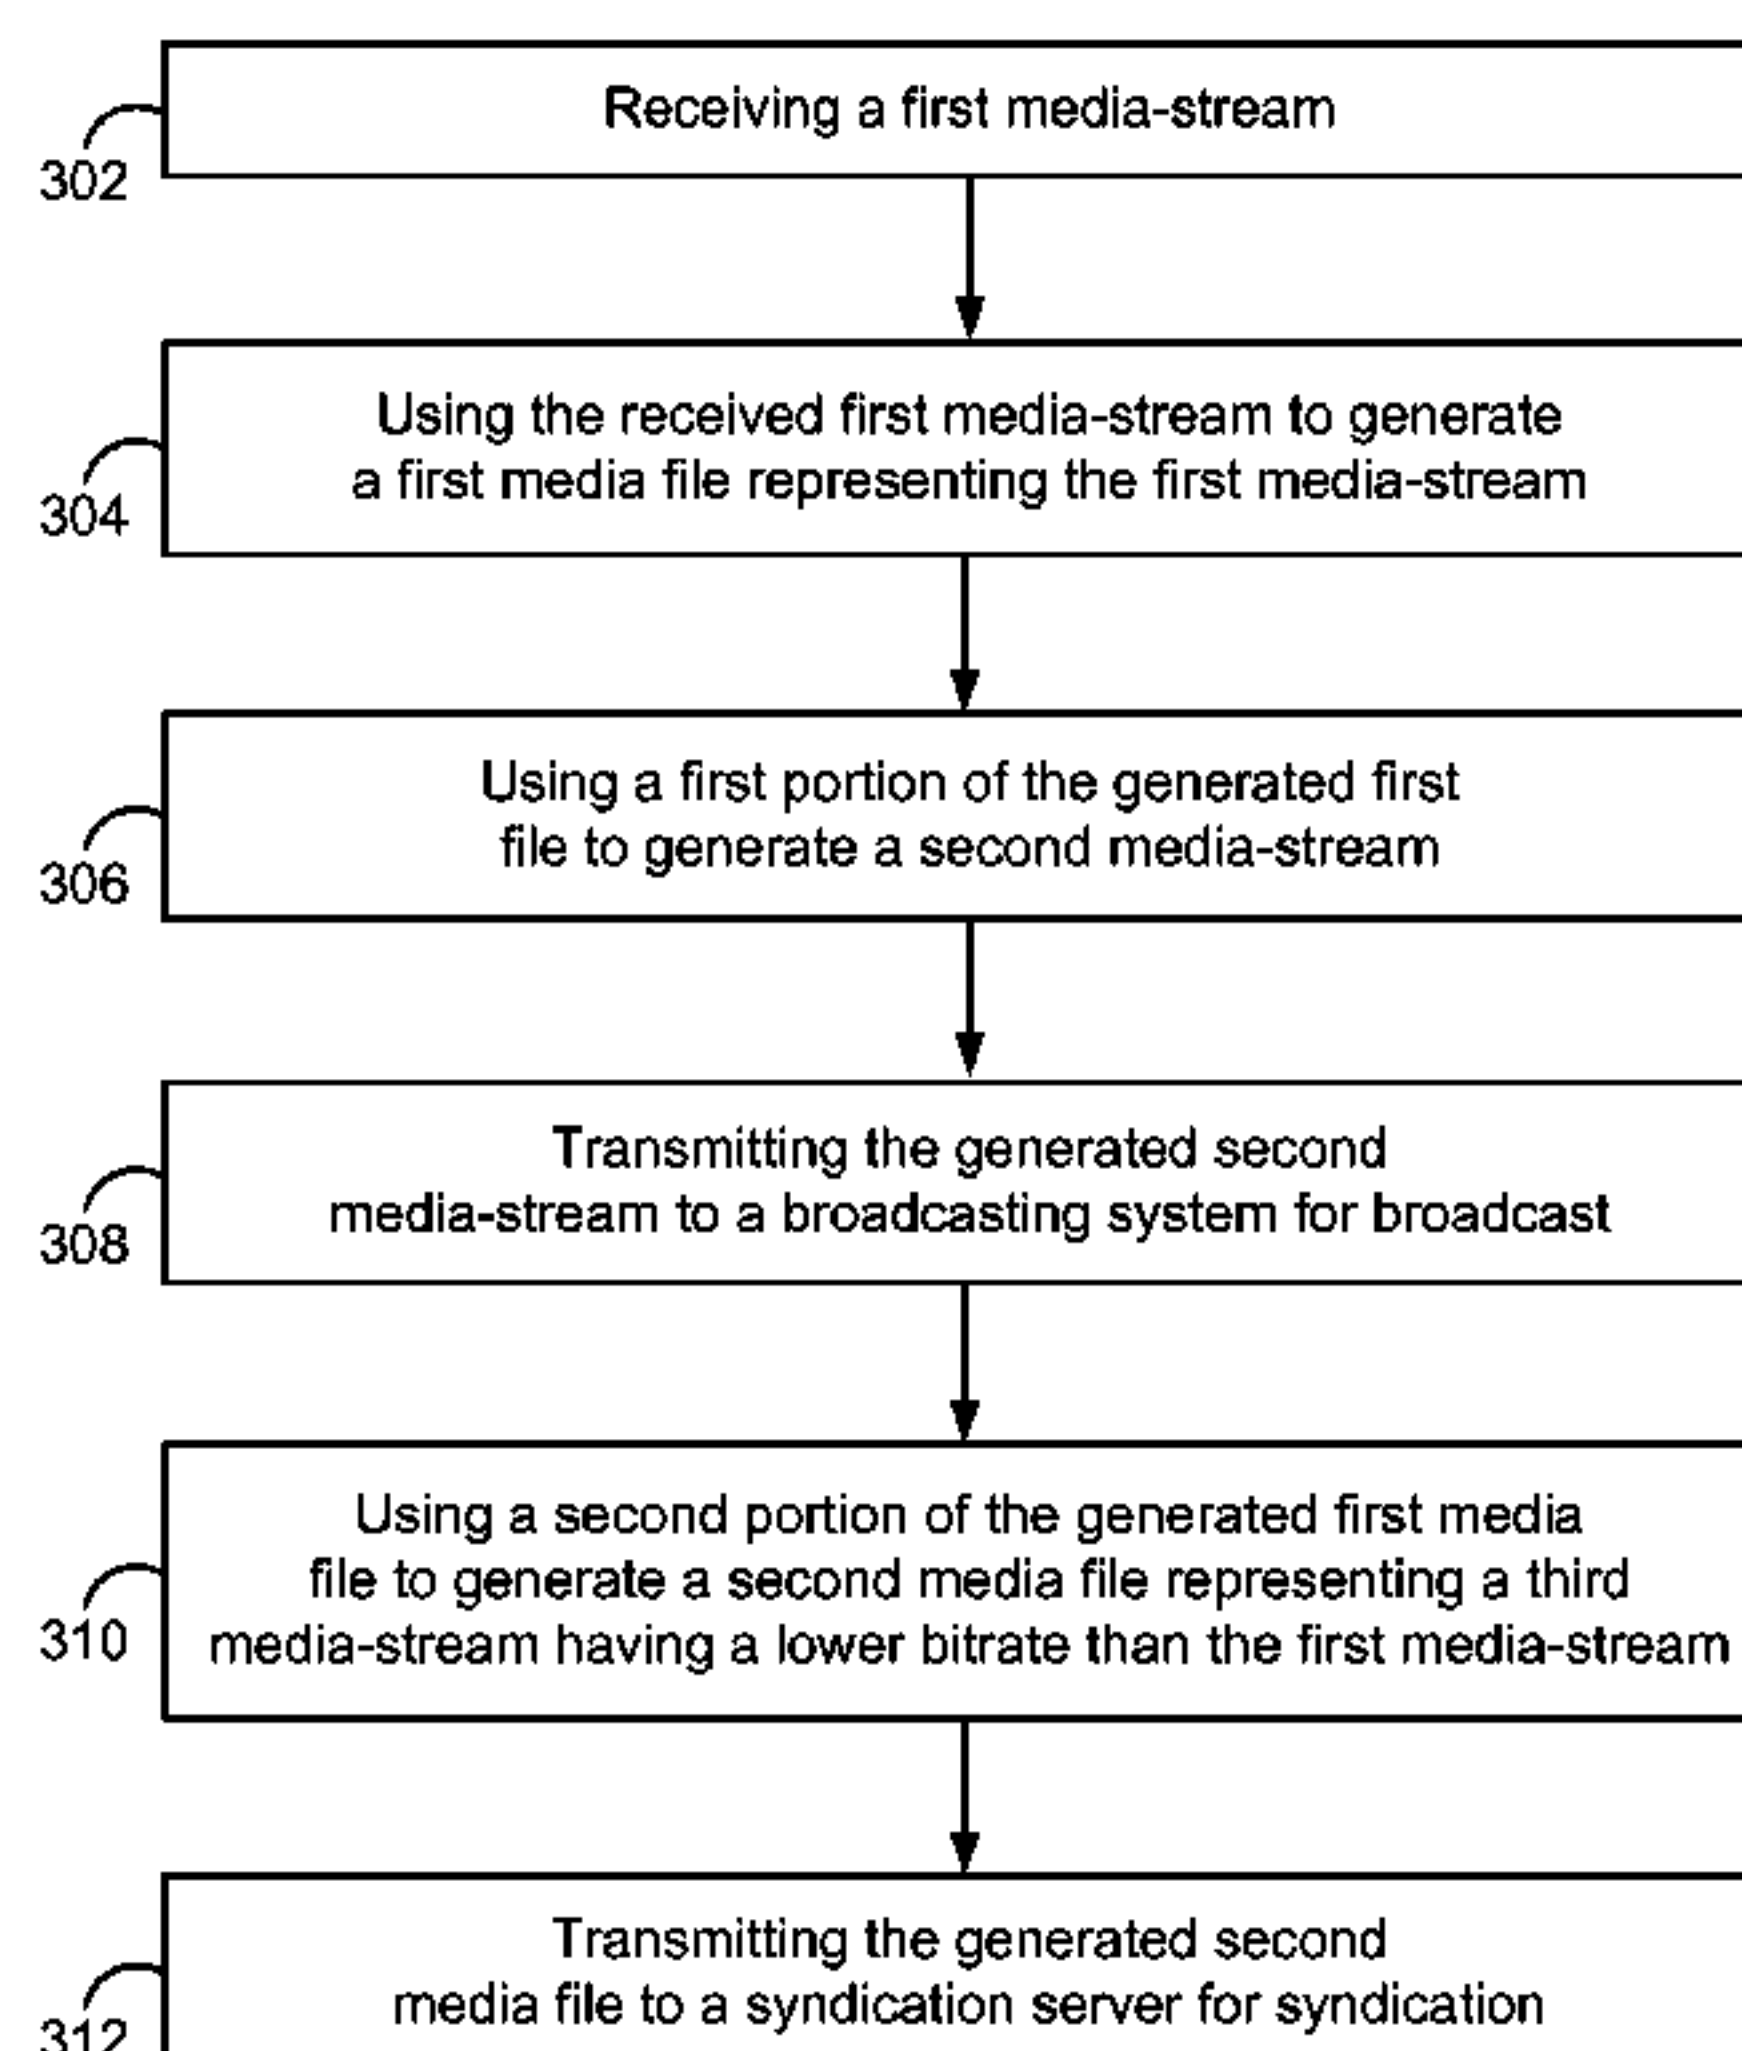 Receiving a first media-stream
302
Using the received first media-stream to generate
a first media file representing the first media-stream
304
Using a first portion of the generated first
file to generate a second media-stream
306
Transmitting the generated second
media-stream to a broadcasting system for broadcast
308
Using a second portion of the generated first media
file to generate a second media file representing a third
media-stream having a lower bitrate than the first media-stream
310
Transmitting the generated second
media file to a syndication server for syndication
312